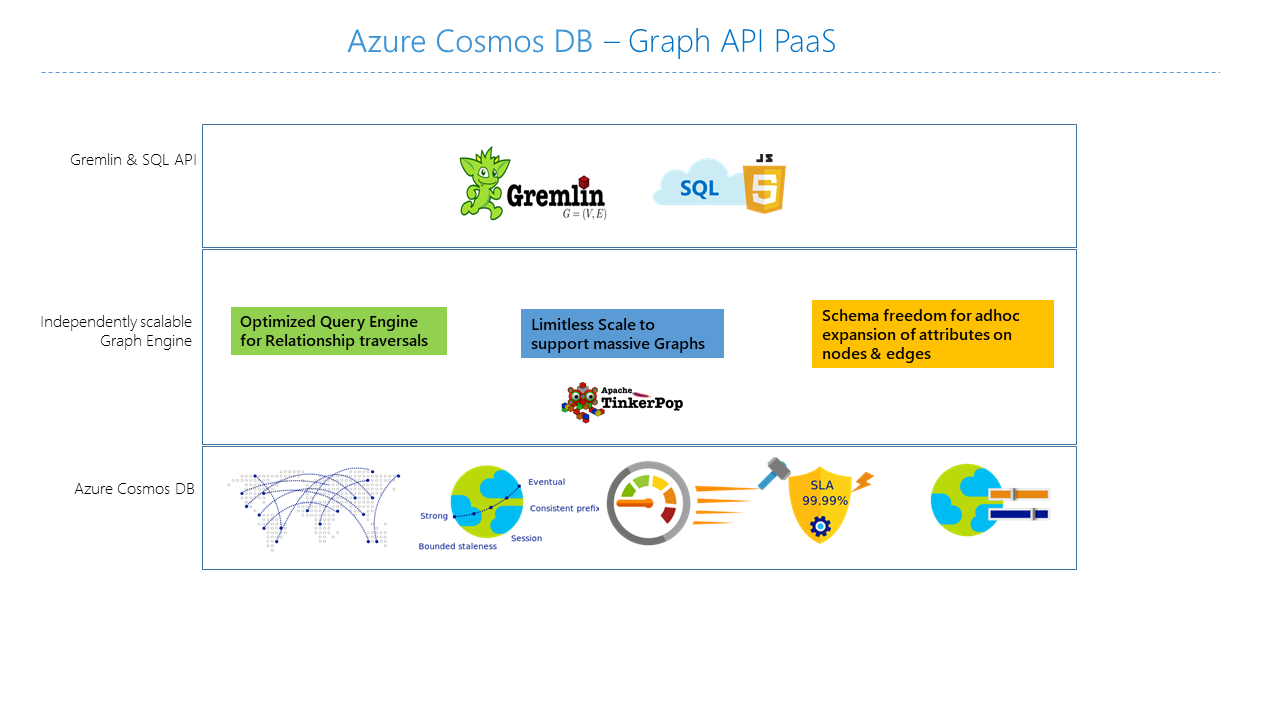 Azure Cosmos DB – Graph API PaaS
Gremlin & SQL API
Gremlin
G = (V, E)
SQL
JS
5
Independently scalable
Graph Engine
Optimized Query Engine
for Relationship traversals
Limitless Scale to
support massive Graphs
Schema freedom for adhoc
expansion of attributes on
nodes & edges
Apache
TinkerPop
Azure Cosmos DB
Strong
Bounded staleness
Session
Consistent prefix
Eventual
SLA
99.99%